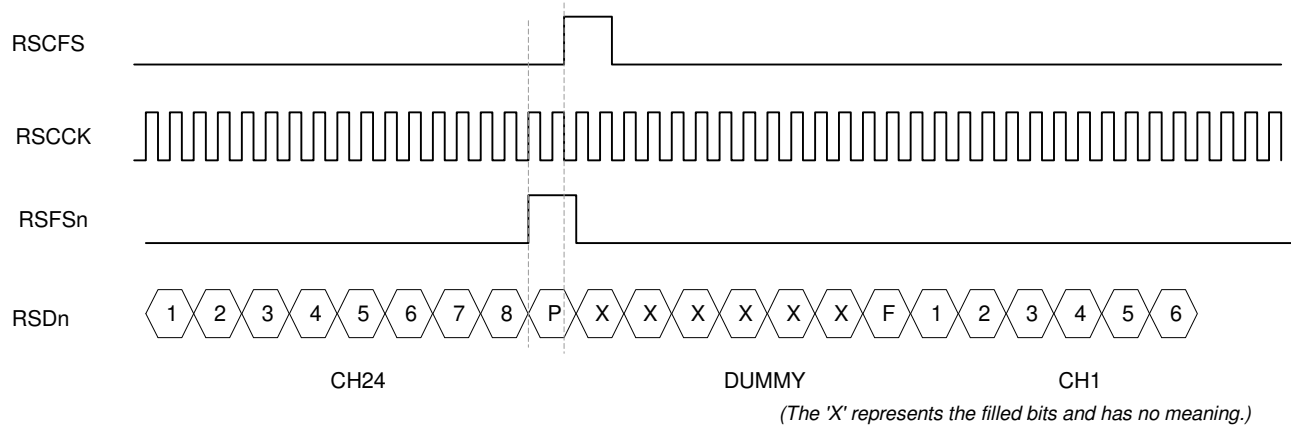 RSCFS
RSCCK
RSFSn
RSDn 1 2 3 4 5 6 7 8 P X X X X X X F 1 2 3 4 5 6
CH24 DUMMY CH1
(The 'X' represents the filled bits and has no meaning.)